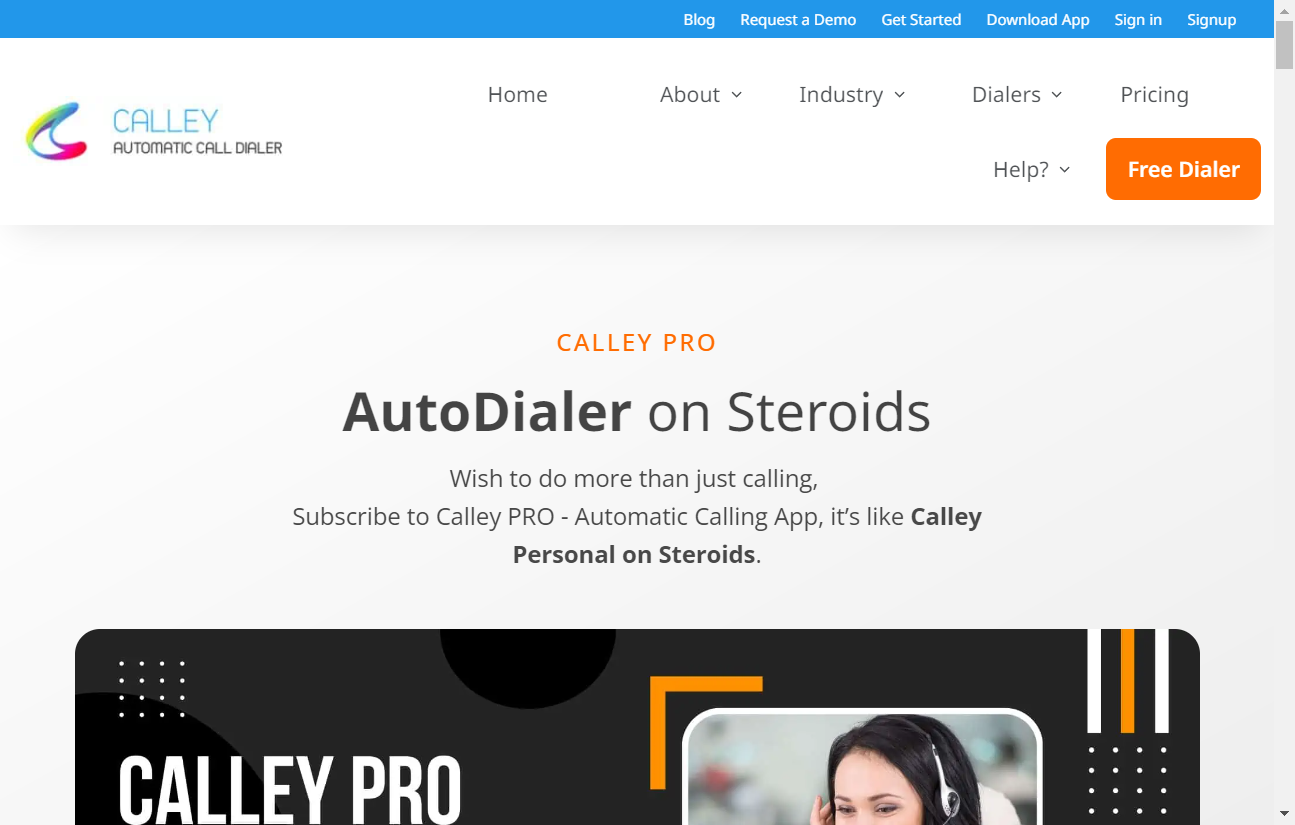 Blog Request a Demo Get Started Download App Sign in Signup
Home About Industry Dialers Pricing
CALLEY
AUTOMATIC CALL DIALER
Help? Free Dialer
CALLEY PRO
AutoDialer on Steroids
Wish to do more than just calling,
Subscribe to Calley PRO - Automatic Calling App, it’s like Calley
Personal on Steroids.
CALLEY PRO